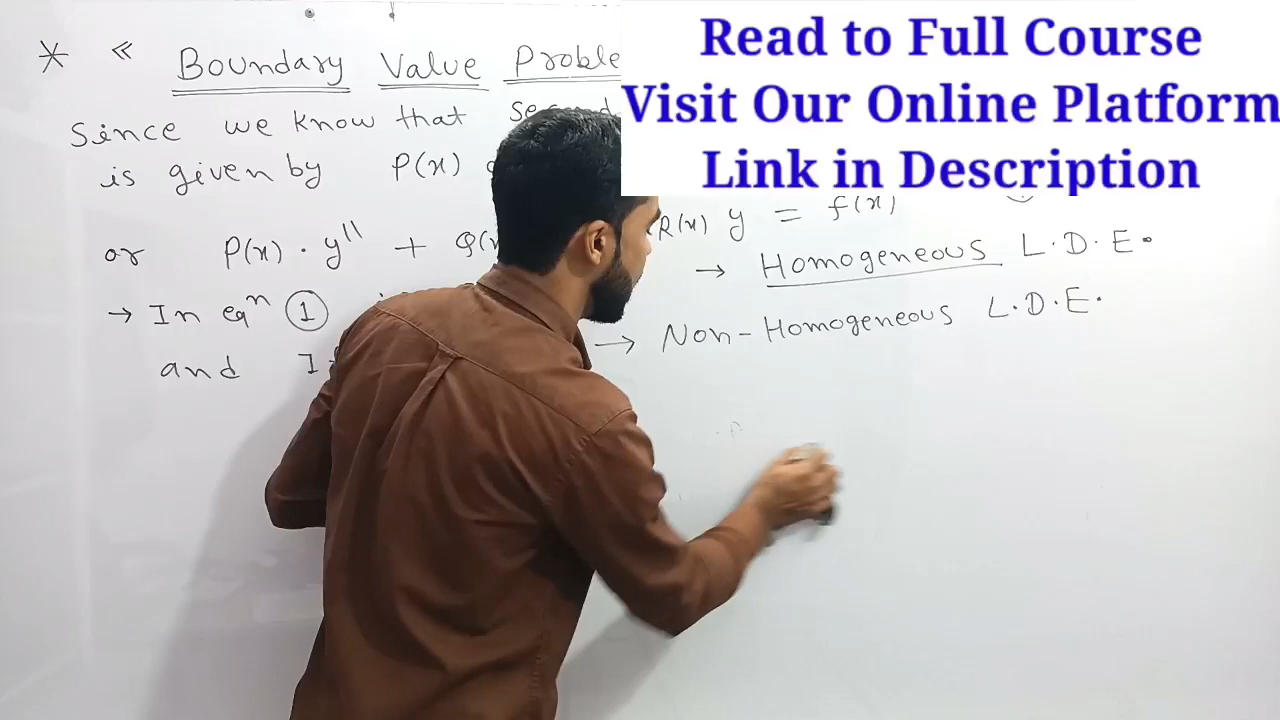 * « Boundary Value Proble
Read to Full Course
Visit Our Online Platform
Link in Description
Since we know that
is given by P(x)
or P(x) · y'' + Q(x R(x) y = f(x)
→ Homogeneous L.D.E.
→ In eqⁿ ①
→ Non-Homogeneous L.D.E.
and If